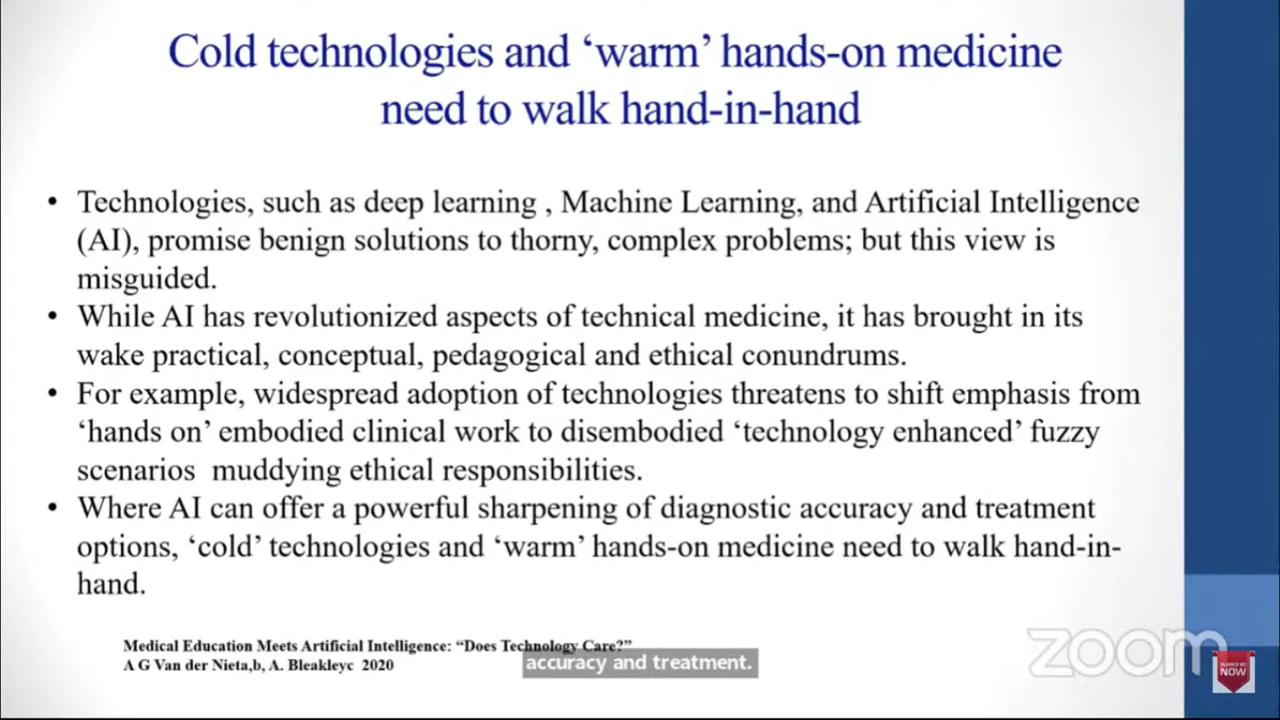 Cold technologies and ‘warm’ hands-on medicine
need to walk hand-in-hand
• Technologies, such as deep learning , Machine Learning, and Artificial Intelligence
(AI), promise benign solutions to thorny, complex problems; but this view is
misguided.
• While AI has revolutionized aspects of technical medicine, it has brought in its
wake practical, conceptual, pedagogical and ethical conundrums.
• For example, widespread adoption of technologies threatens to shift emphasis from
‘hands on’ embodied clinical work to disembodied ‘technology enhanced’ fuzzy
scenarios  muddying ethical responsibilities.
• Where AI can offer a powerful sharpening of diagnostic accuracy and treatment
options, ‘cold’ technologies and ‘warm’ hands-on medicine need to walk hand-in-
hand.
Medical Education Meets Artificial Intelligence: “Does Technology Care?”
A G Van der Nieta,b, A. Bleakleyc 2020
accuracy and treatment.
zoom
NOW